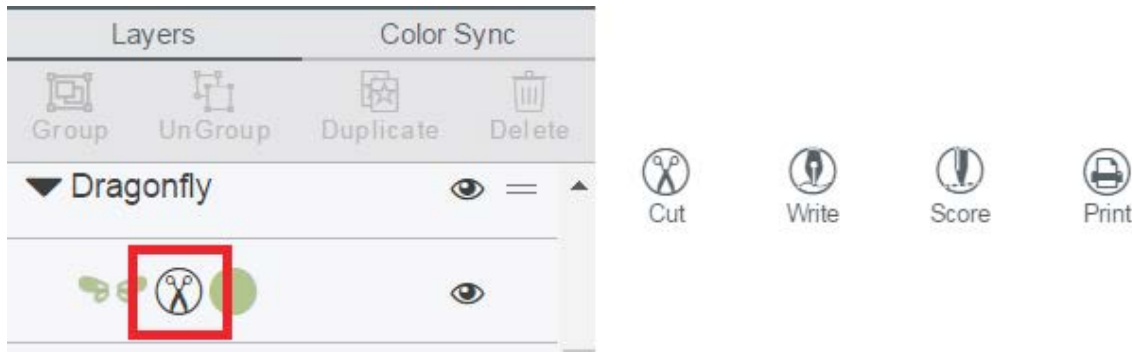 Layers Color Sync
Group UnGroup Duplicate Delete
Dragonfly
Cut Write Score Print